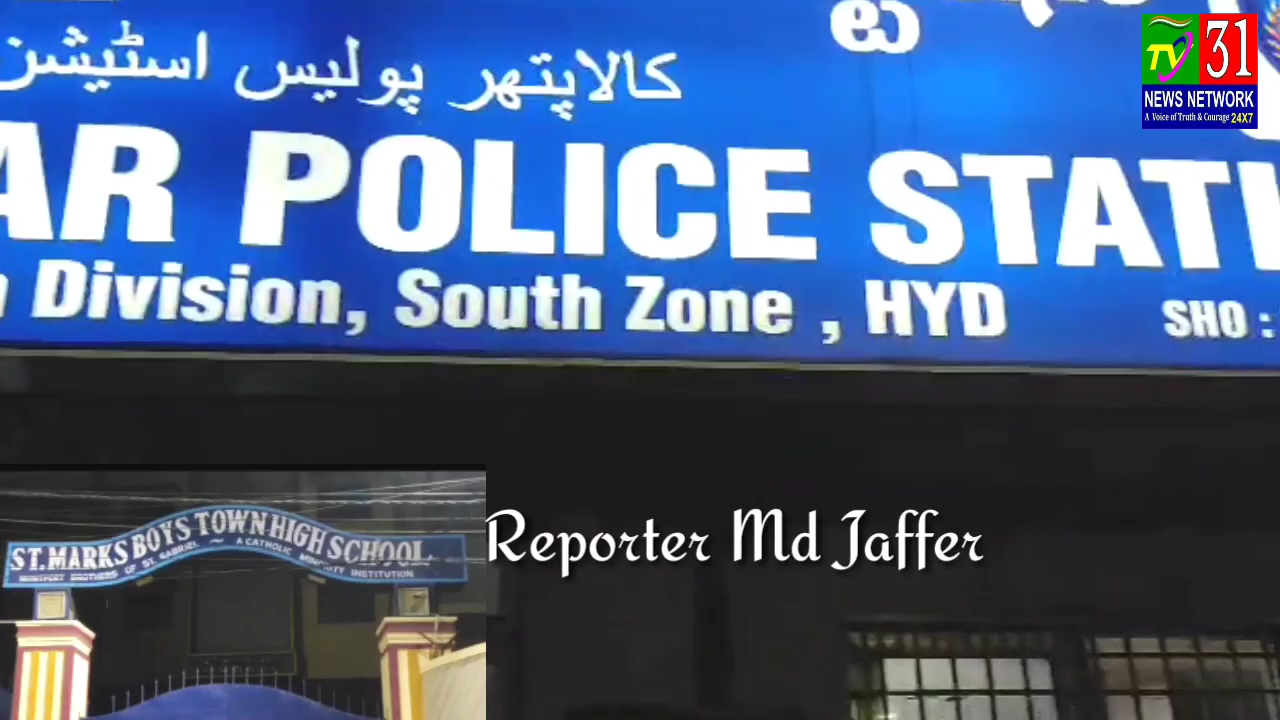 TV 31
NEWS NETWORK
A Voice of Truth & Courage 24X7
کالاپتھر پولیس اسٹیشن
AR POLICE STATI
Division, South Zone , HYD
SHO :
Reporter Md Jaffer
ST. MARKS BOYS TOWN HIGH SCHOOL
MONTFORT BROTHERS OF ST. GABRIEL ~ A CATHOLIC MINORITY INSTITUTION